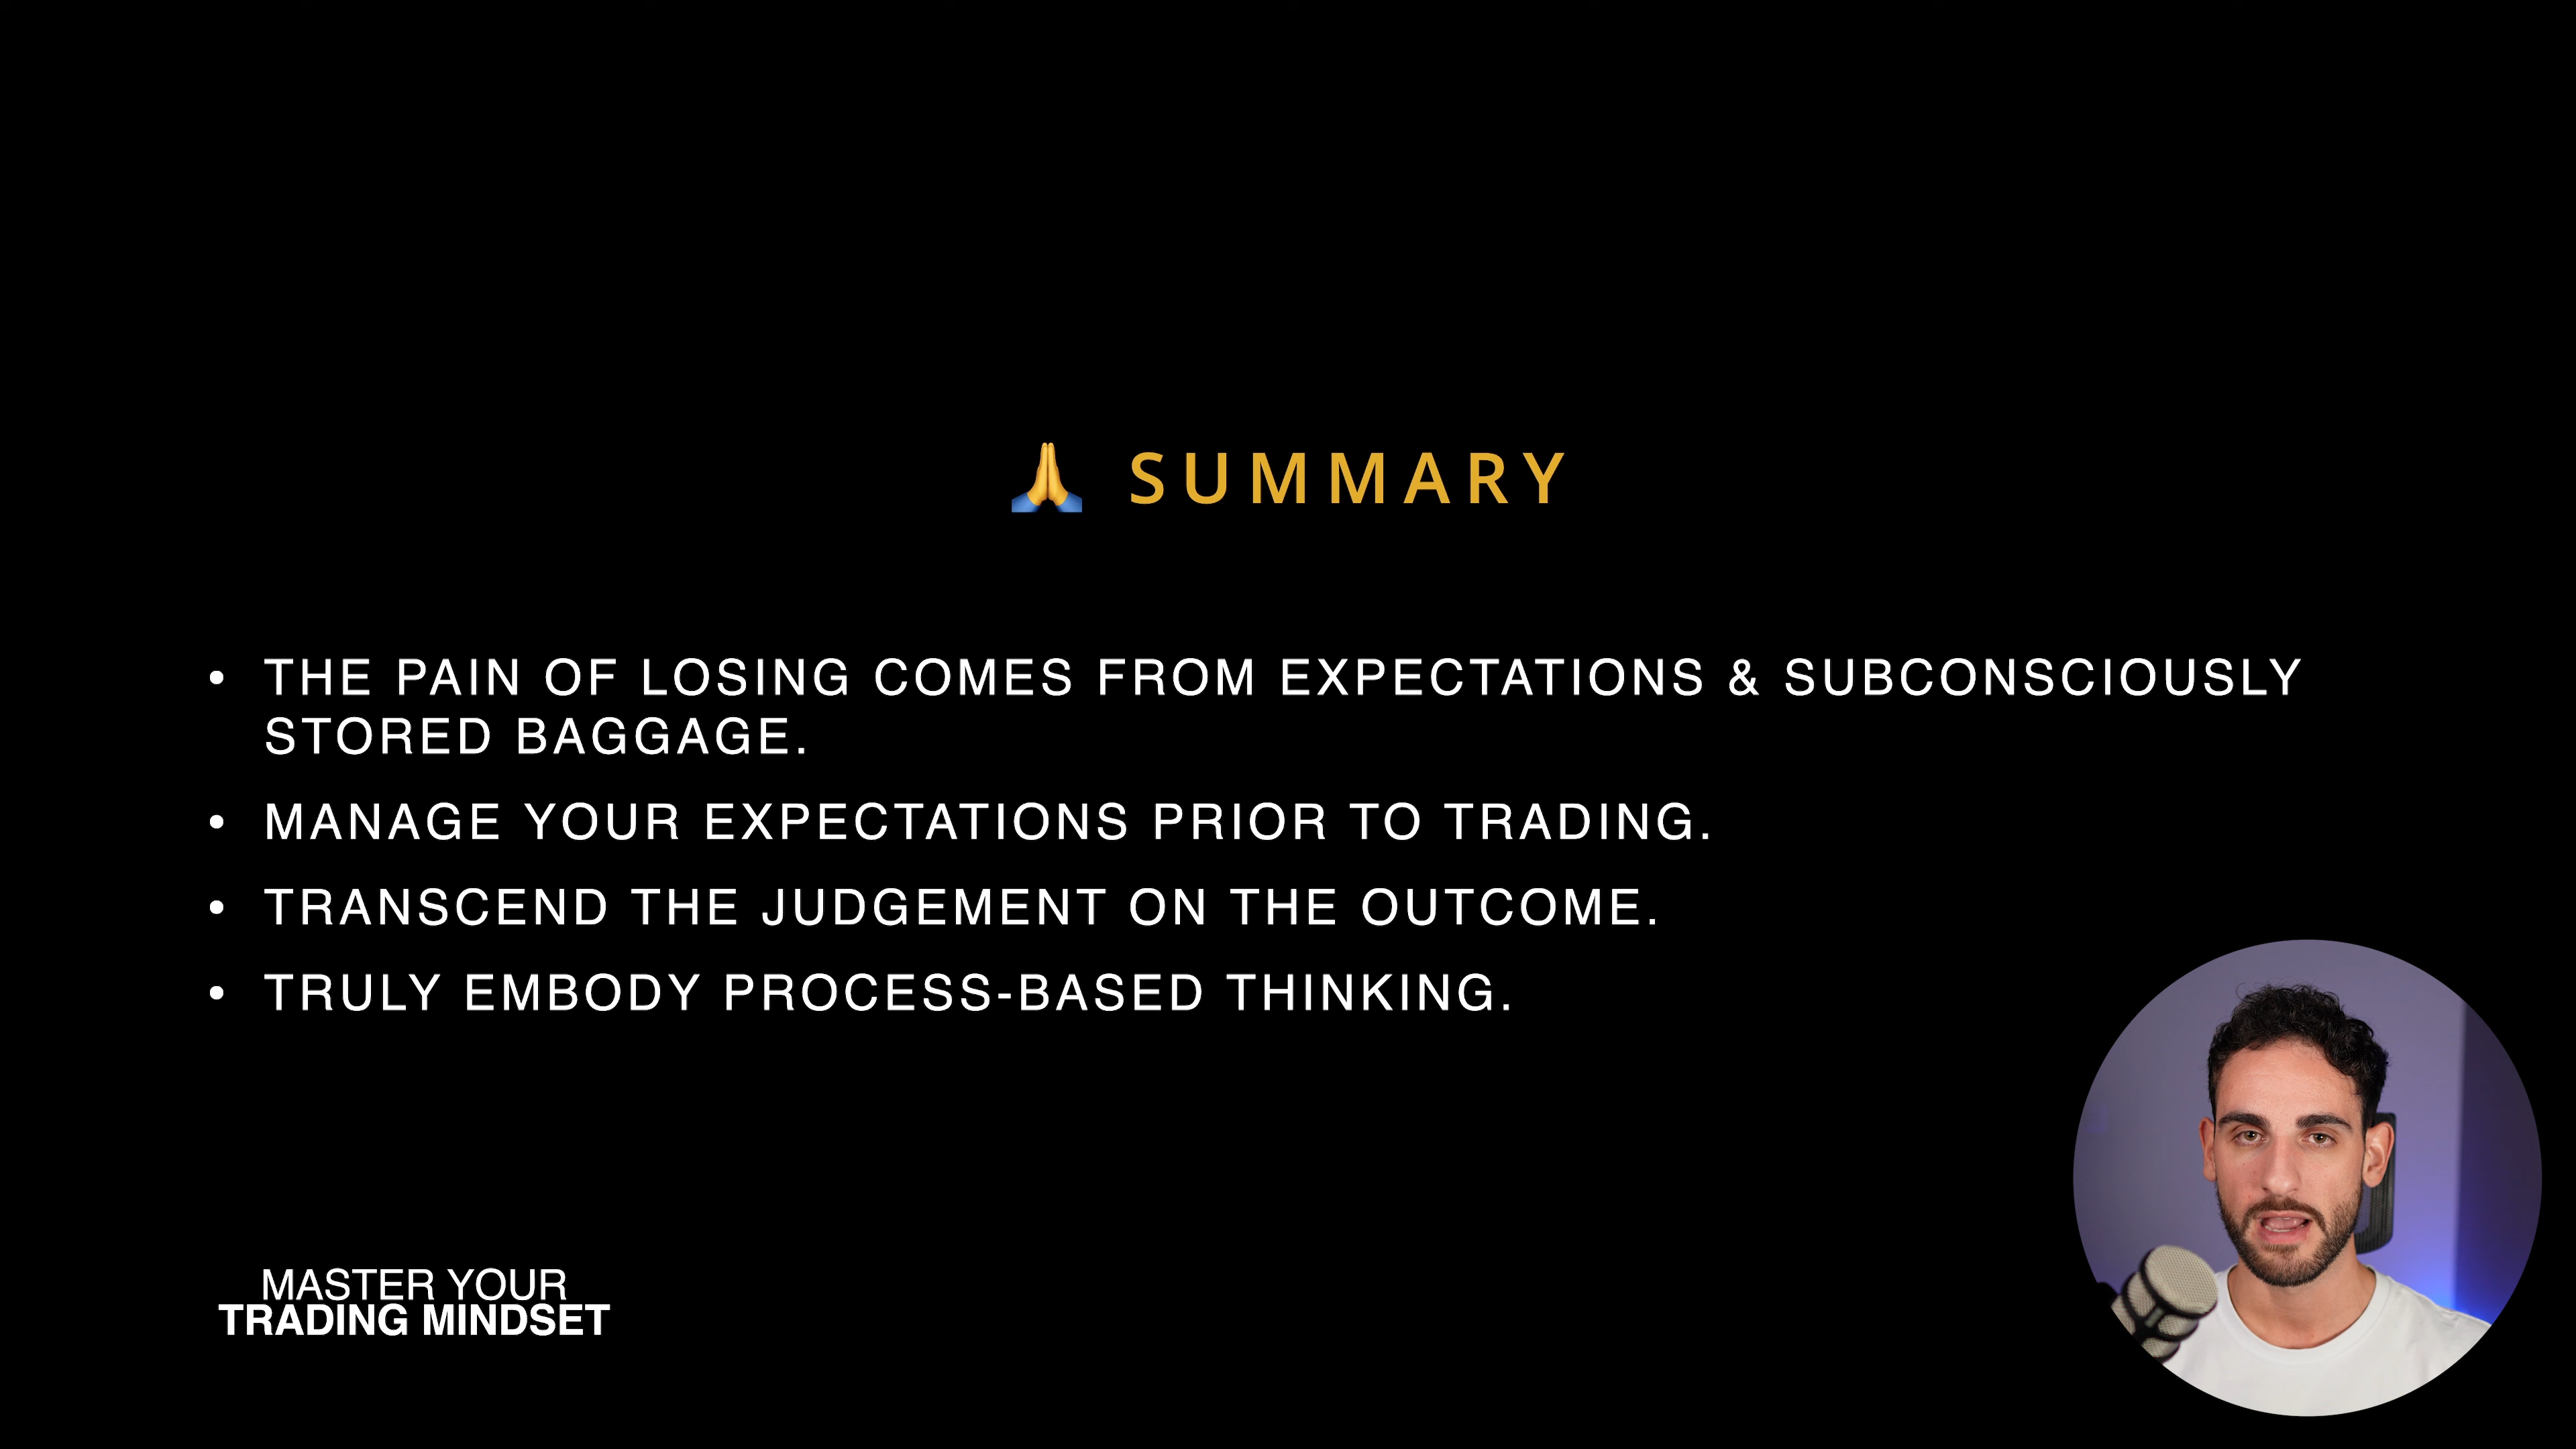 🙏 SUMMARY
• THE PAIN OF LOSING COMES FROM EXPECTATIONS & SUBCONSCIOUSLY
STORED BAGGAGE.
• MANAGE YOUR EXPECTATIONS PRIOR TO TRADING.
• TRANSCEND THE JUDGEMENT ON THE OUTCOME.
• TRULY EMBODY PROCESS-BASED THINKING.
MASTER YOUR
TRADING MINDSET